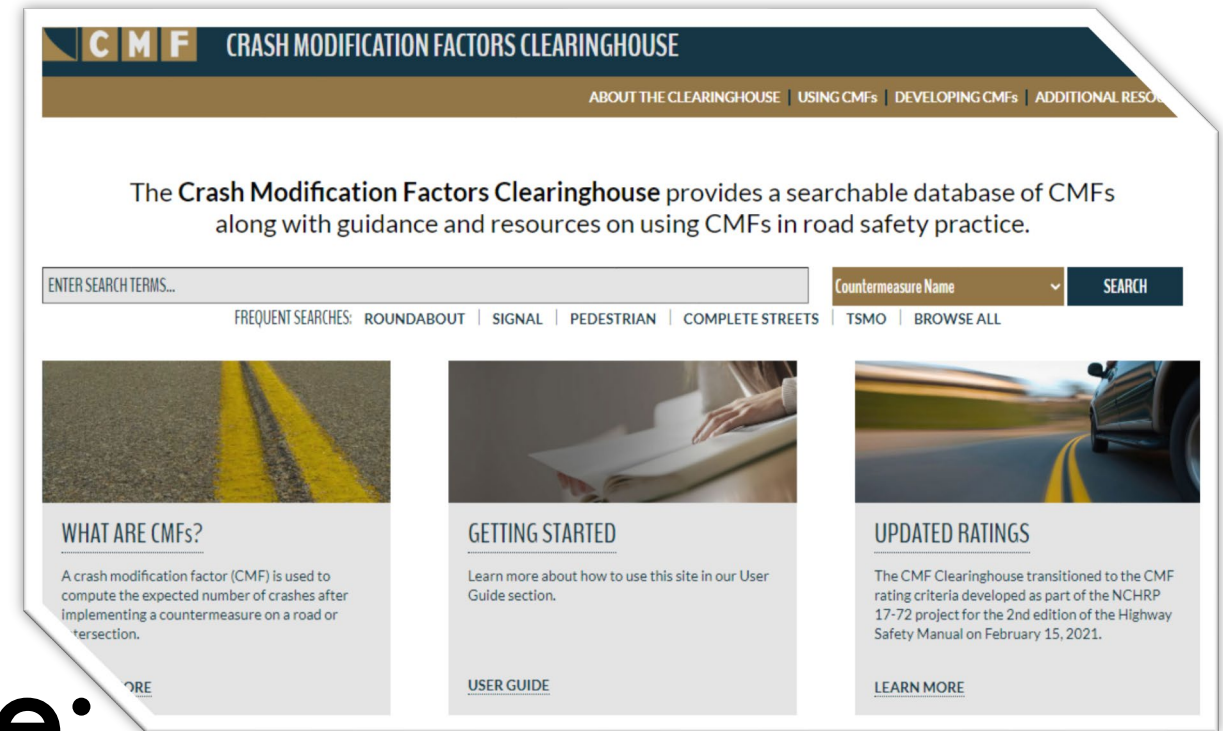 CMF CRASH MODIFICATION FACTORS CLEARINGHOUSE
ABOUT THE CLEARINGHOUSE | USING CMFs | DEVELOPING CMFs | ADDITIONAL
The Crash Modification Factors Clearinghouse provides a searchable database of CMFs
along with guidance and resources on using CMFs in road safety practice.
ENTER SEARCH TERMS... Countermeasure Name SEARCH
FREQUENT SEARCHES: ROUNDABOUT | SIGNAL | PEDESTRIAN | COMPLETE STREETS | TSMO | BROWSE ALL
WHAT ARE CMFs?
A crash modification factor (CMF) is used to
compute the expected number of crashes after
implementing a countermeasure on a road or
GETTING STARTED
Learn more about how to use this site in our User
Guide section.
USER GUIDE
UPDATED RATINGS
The CMF Clearinghouse transitioned to the CMF
rating criteria developed as part of the NCHRP
17-72 project for the 2nd edition of the Highway
Safety Manual on February 15, 2021.
LEARN MORE